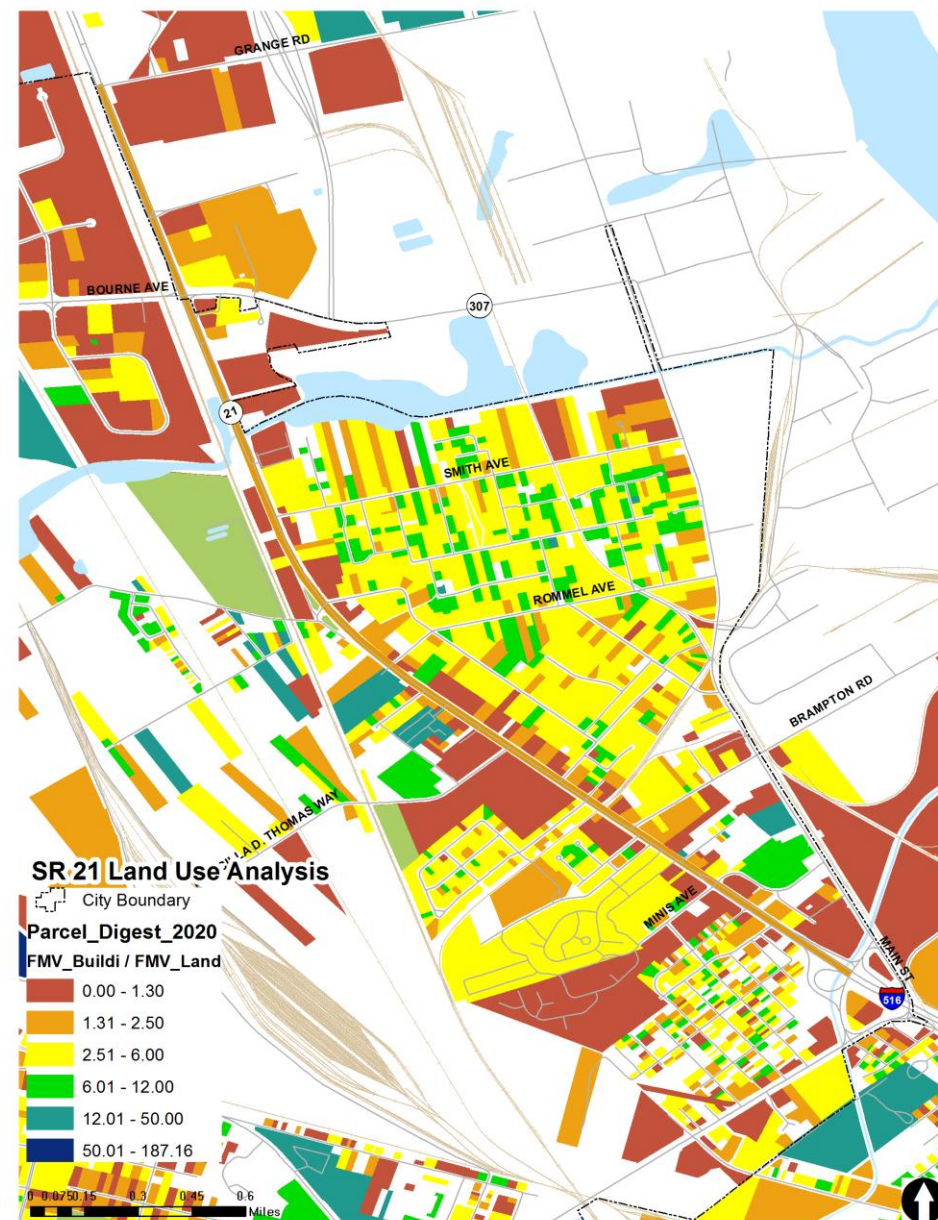 GRANGE RD
BOURNE AVE
307
21
SMITH AVE
ROMMEL AVE
BRAMPTON RD
D. THOMAS WAY
MINIS AVE
MAIN ST
516
SR 21 Land Use Analysis
City Boundary
Parcel_Digest_2020
FMV_Buildi / FMV_Land
0.00 - 1.30
1.31 - 2.50
2.51 - 6.00
6.01 - 12.00
12.01 - 50.00
50.01 - 187.16
0 0.075 0.15 0.3 0.45 0.6
Miles